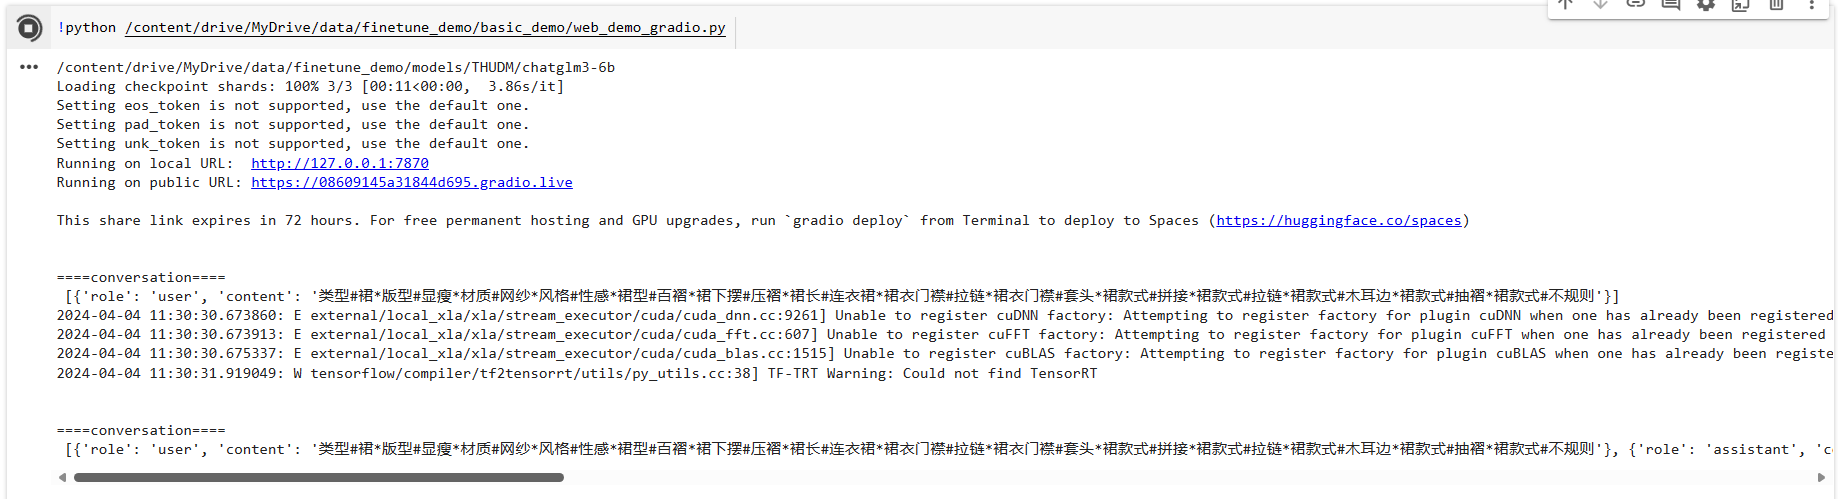 !python /content/drive/MyDrive/data/finetune_demo/basic_demo/web_demo_gradio.py
/content/drive/MyDrive/data/finetune_demo/models/THUDM/chatglm3-6b
Loading checkpoint shards: 100% 3/3 [00:11<00:00,  3.86s/it]
Setting eos_token is not supported, use the default one.
Setting pad_token is not supported, use the default one.
Setting unk_token is not supported, use the default one.
Running on local URL:  http://127.0.0.1:7870
Running on public URL: https://08609145a31844d695.gradio.live
This share link expires in 72 hours. For free permanent hosting and GPU upgrades, run `gradio deploy` from Terminal to deploy to Spaces (https://huggingface.co/spaces)
====conversation====
[{'role': 'user', 'content': '类型#裙*版型#显瘦*材质#网纱*风格#性感*裙型#百褶*裙下摆#压褶*裙长#连衣裙*裙衣门襟#拉链*裙衣门襟#套头*裙款式#拼接*裙款式#拉链*裙款式#木耳边*裙款式#抽褶*裙款式#不规则'}]
2024-04-04 11:30:30.673860: E external/local_xla/xla/stream_executor/cuda/cuda_dnn.cc:9261] Unable to register cuDNN factory: Attempting to register factory for plugin cuDNN when one has already been registered
2024-04-04 11:30:30.673913: E external/local_xla/xla/stream_executor/cuda/cuda_fft.cc:607] Unable to register cuFFT factory: Attempting to register factory for plugin cuFFT when one has already been registered
2024-04-04 11:30:30.675337: E external/local_xla/xla/stream_executor/cuda/cuda_blas.cc:1515] Unable to register cuBLAS factory: Attempting to register factory for plugin cuBLAS when one has already been registe
2024-04-04 11:30:31.919049: W tensorflow/compiler/tf2tensorrt/utils/py_utils.cc:38] TF-TRT Warning: Could not find TensorRT
====conversation====
[{'role': 'user', 'content': '类型#裙*版型#显瘦*材质#网纱*风格#性感*裙型#百褶*裙下摆#压褶*裙长#连衣裙*裙衣门襟#拉链*裙衣门襟#套头*裙款式#拼接*裙款式#拉链*裙款式#木耳边*裙款式#抽褶*裙款式#不规则'}, {'role': 'assistant', 'c